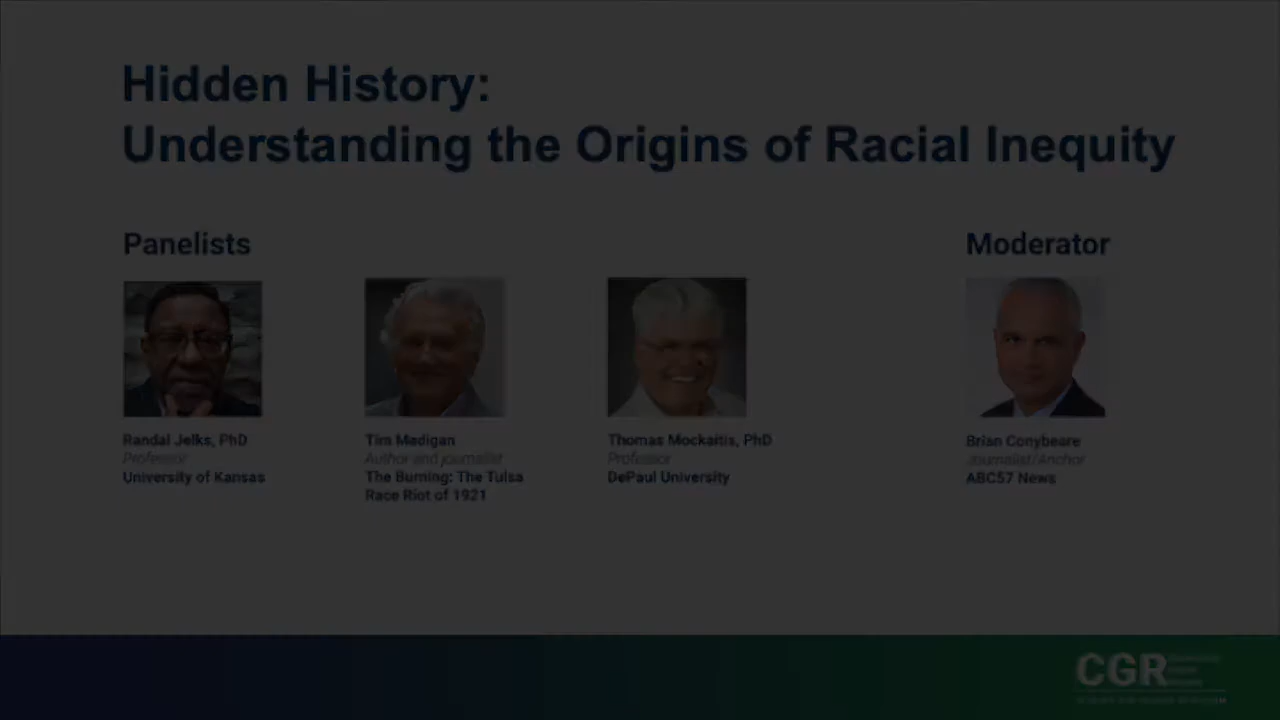 Hidden History:
Understanding the Origins of Racial Inequity
Panelists
Moderator
Randal Jelks, PhD
Professor
University of Kansas
Tim Madigan
Author and journalist
The Burning: The Tulsa
Race Riot of 1921
Thomas Mockaitis, PhD
Professor
DePaul University
Brian Conybeare
Journalist/Anchor
ABC57 News
CGR